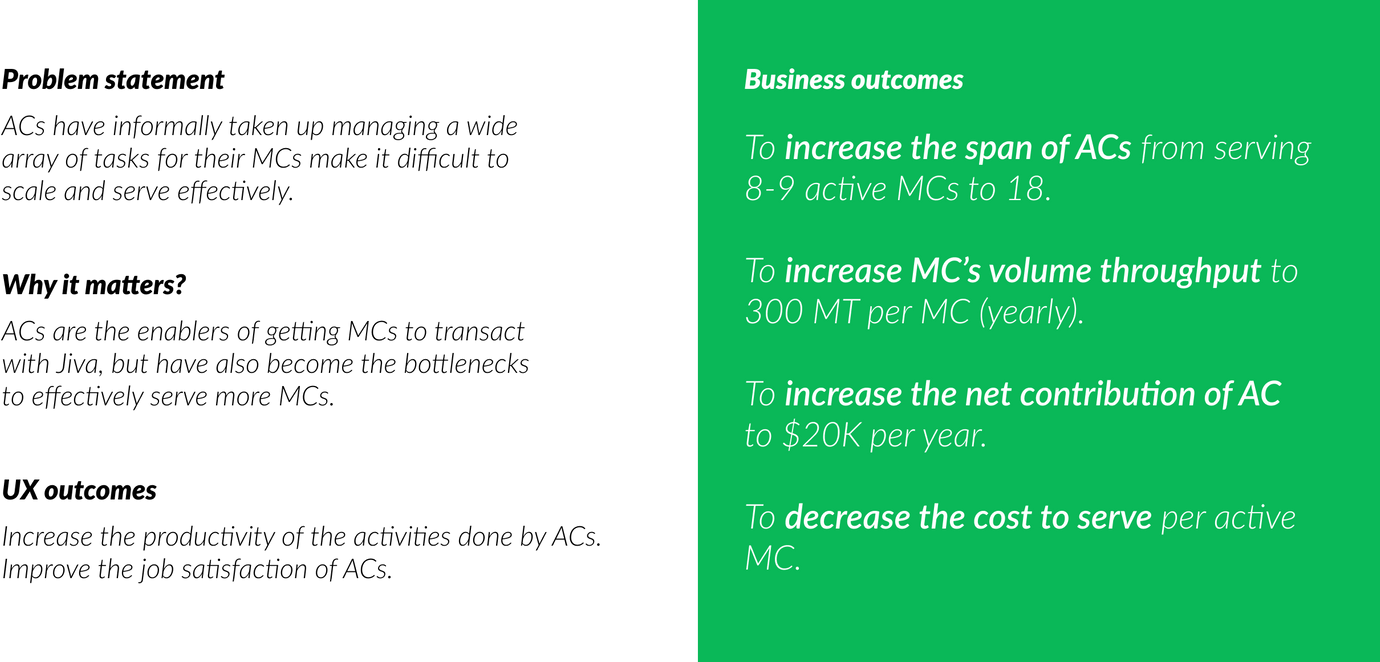 Problem statement
ACs have informally taken up managing a wide
array of tasks for their MCs make it difficult to
scale and serve effectively.
Why it matters?
ACs are the enablers of getting MCs to transact
with Jiva, but have also become the bottlenecks
to effectively serve more MCs.
UX outcomes
Increase the productivity of the activities done by ACs.
Improve the job satisfaction of ACs.
Business outcomes
To increase the span of ACs from serving
8-9 active MCs to 18.
To increase MC’s volume throughput to
300 MT per MC (yearly).
To increase the net contribution of AC
to $20K per year.
To decrease the cost to serve per active
MC.